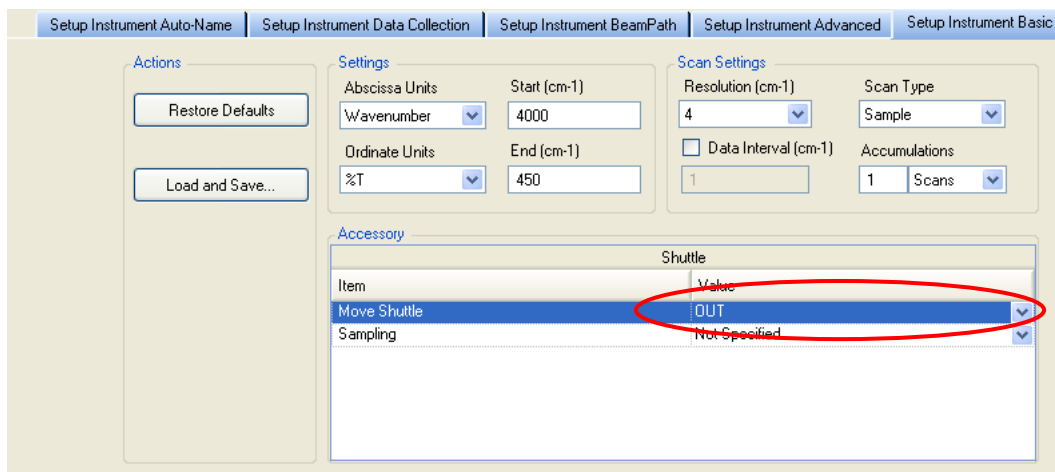 Setup Instrument Auto-Name Setup Instrument Data Collection Setup Instrument BeamPath Setup Instrument Advanced Setup Instrument Basic
Actions
Restore Defaults
Load and Save...
Settings
Abscissa Units Start (cm-1)
Wavenumber 4000
Ordinate Units End (cm-1)
%T 450
Scan Settings
Resolution (cm-1) Scan Type
4 Sample
Data Interval (cm-1) Accumulations
1 1 Scans
Accessory
Shuttle
Item Value
Move Shuttle OUT
Sampling Not Specified